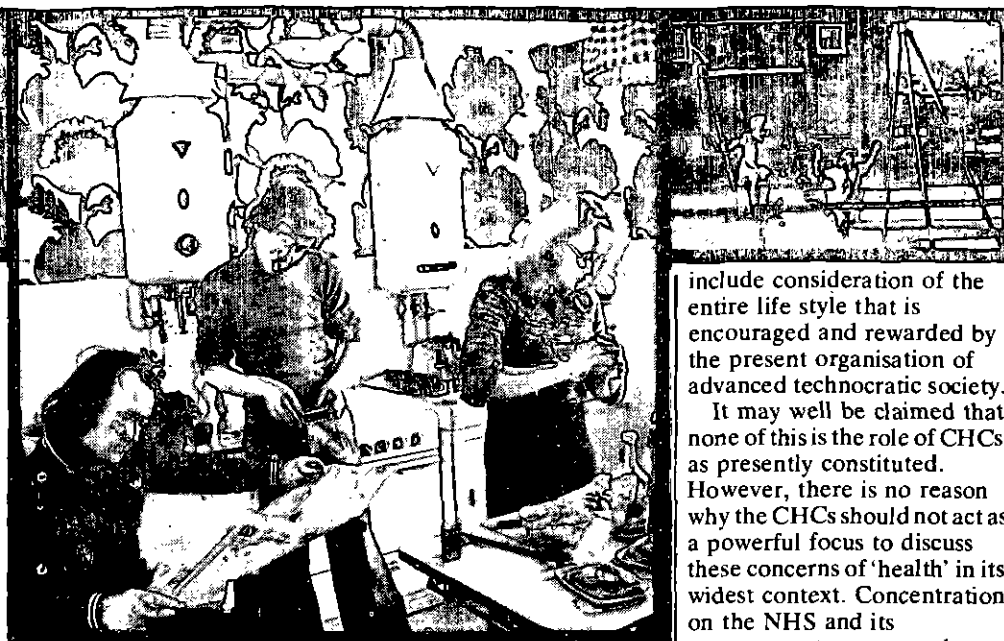 include consideration of the
entire life style that is
encouraged and rewarded by
the present organisation of
advanced technocratic society.
It may well be claimed that
none of this is the role of CHCs
as presently constituted.
However, there is no reason
why the CHCs should not act as
a powerful focus to discuss
these concerns of 'health' in its
widest context. Concentration
on the NHS and its